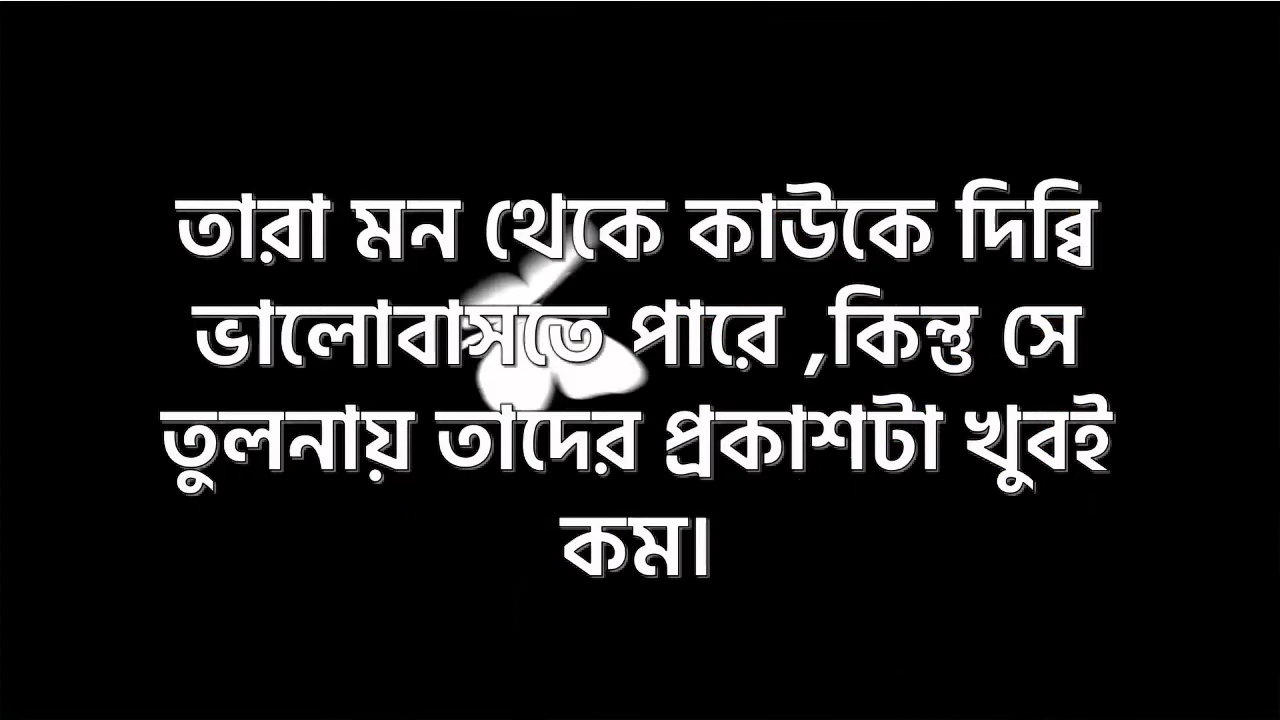 তারা মন থেকে কাউকে দিব্বি
ভালোবাসতে পারে ,কিন্তু সে
তুলনায় তাদের প্রকাশটা খুবই
কম।